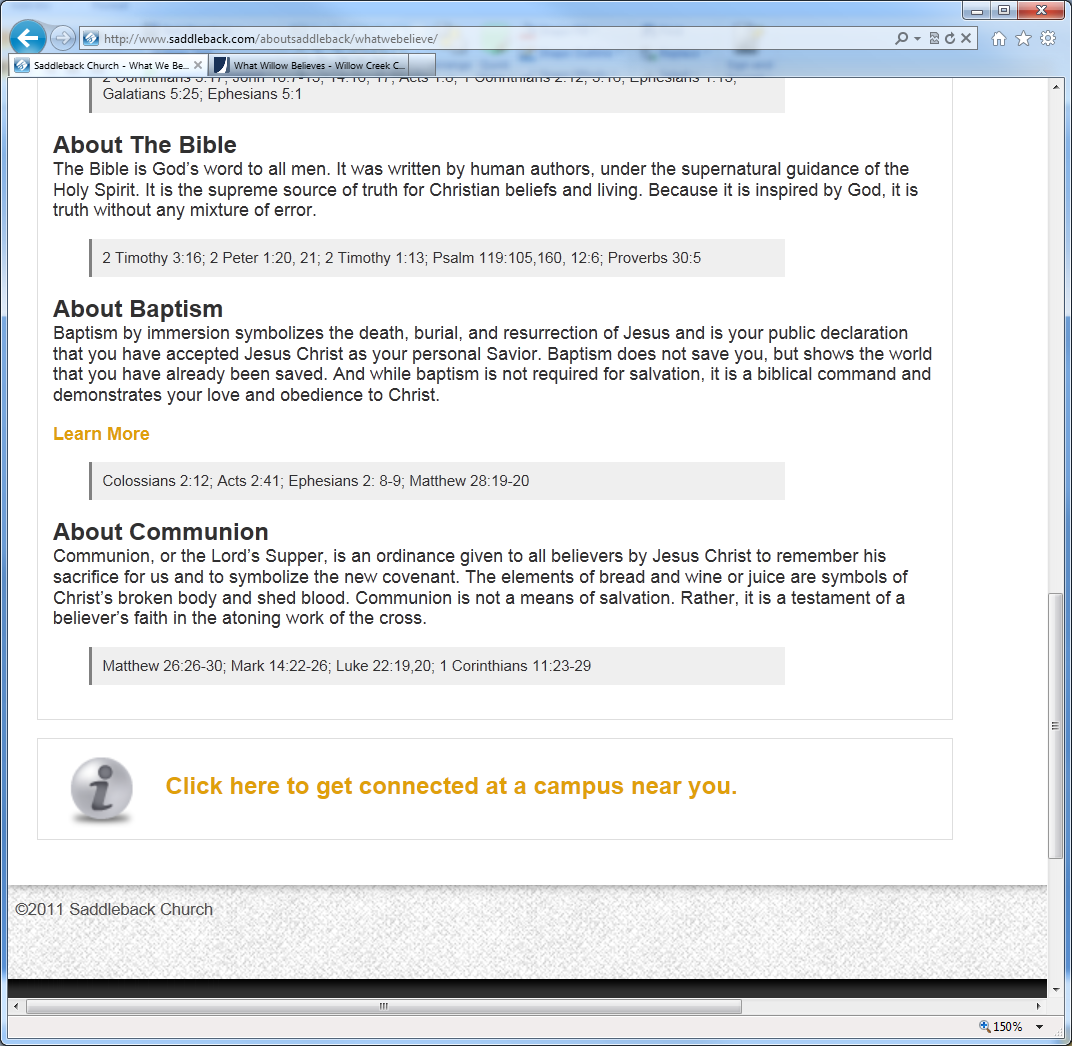 http://www.saddleback.com/aboutsaddleback/whatwebelieve/
Saddleback Church - What We Be...
What Willow Believes - Willow Creek C...
Galatians 5:25; Ephesians 5:1
About The Bible
The Bible is God’s word to all men. It was written by human authors, under the supernatural guidance of the
Holy Spirit. It is the supreme source of truth for Christian beliefs and living. Because it is inspired by God, it is
truth without any mixture of error.
2 Timothy 3:16; 2 Peter 1:20, 21; 2 Timothy 1:13; Psalm 119:105,160, 12:6; Proverbs 30:5
About Baptism
Baptism by immersion symbolizes the death, burial, and resurrection of Jesus and is your public declaration
that you have accepted Jesus Christ as your personal Savior. Baptism does not save you, but shows the world
that you have already been saved. And while baptism is not required for salvation, it is a biblical command and
demonstrates your love and obedience to Christ.
Learn More
Colossians 2:12; Acts 2:41; Ephesians 2: 8-9; Matthew 28:19-20
About Communion
Communion, or the Lord’s Supper, is an ordinance given to all believers by Jesus Christ to remember his
sacrifice for us and to symbolize the new covenant. The elements of bread and wine or juice are symbols of
Christ’s broken body and shed blood. Communion is not a means of salvation. Rather, it is a testament of a
believer’s faith in the atoning work of the cross.
Matthew 26:26-30; Mark 14:22-26; Luke 22:19,20; 1 Corinthians 11:23-29
Click here to get connected at a campus near you.
©2011 Saddleback Church
150%